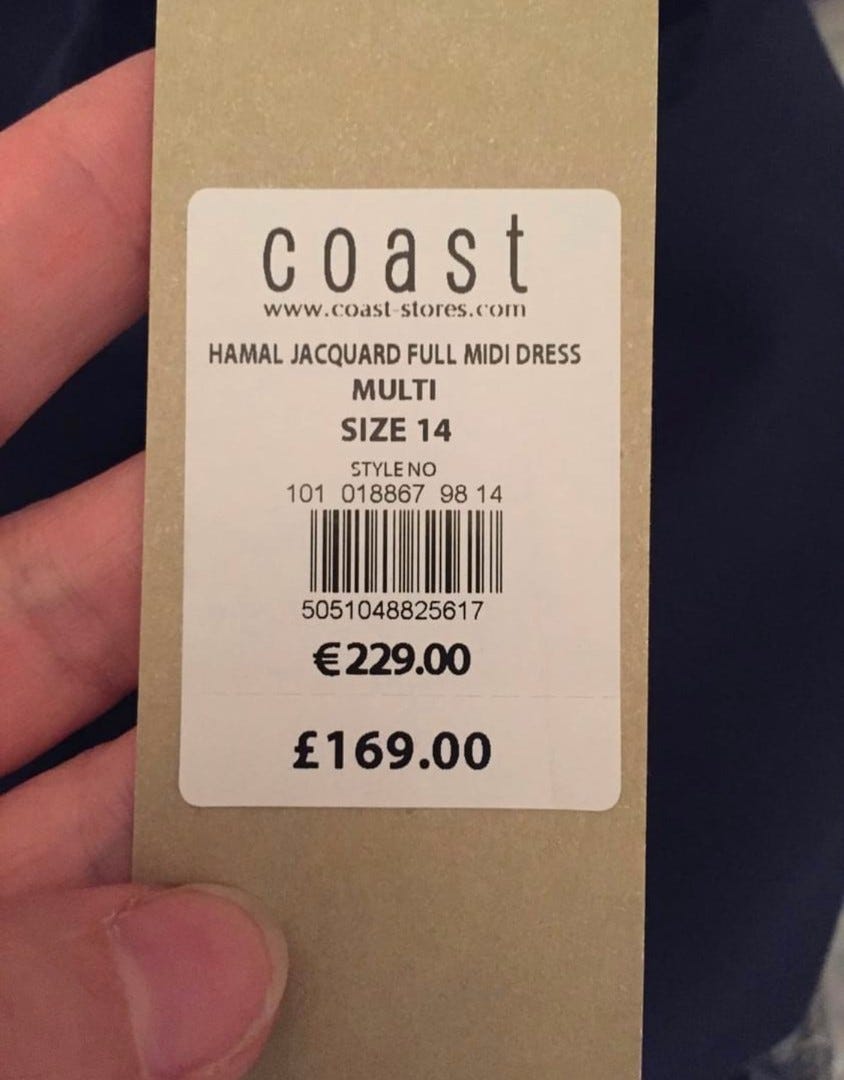 coast
www.coast-stores.com
HAMAL JACQUARD FULL MIDI DRESS
MULTI
SIZE 14
STYLE NO
101 018867 98 14
5051048825617
€229.00
£169.00